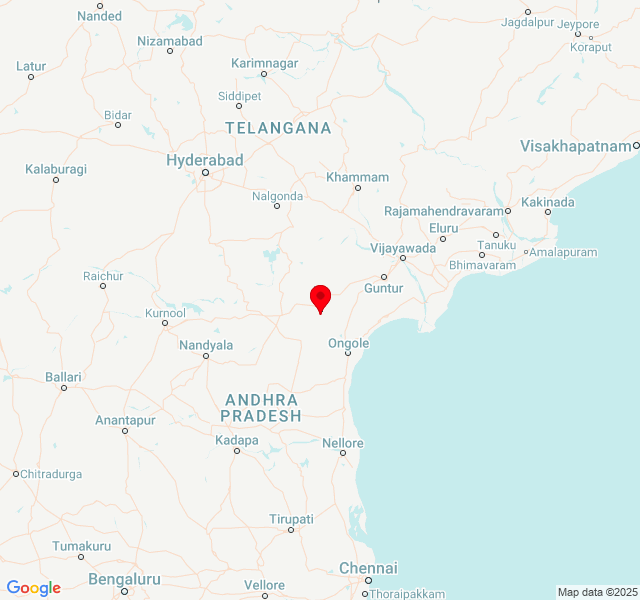 Nanded
Jagdalpur
Jeypore
Koraput
Nizamabad
Latur
Karimnagar
Siddipet
Bidar
TELANGANA
Visakhapatnam
Hyderabad
Kalaburagi
Khammam
Nalgonda
Kakinada
Rajamahendravaram
Eluru
Vijayawada
Tanuku
Amalapuram
Bhimavaram
Raichur
Guntur
Kurnool
Ongole
Nandyala
Ballari
ANDHRA
PRADESH
Anantapur
Kadapa
Nellore
Chitradurga
Tirupati
Tumakuru
Chennai
Bengaluru
Vellore
Thoraipakkam
Google
Map data ©2025